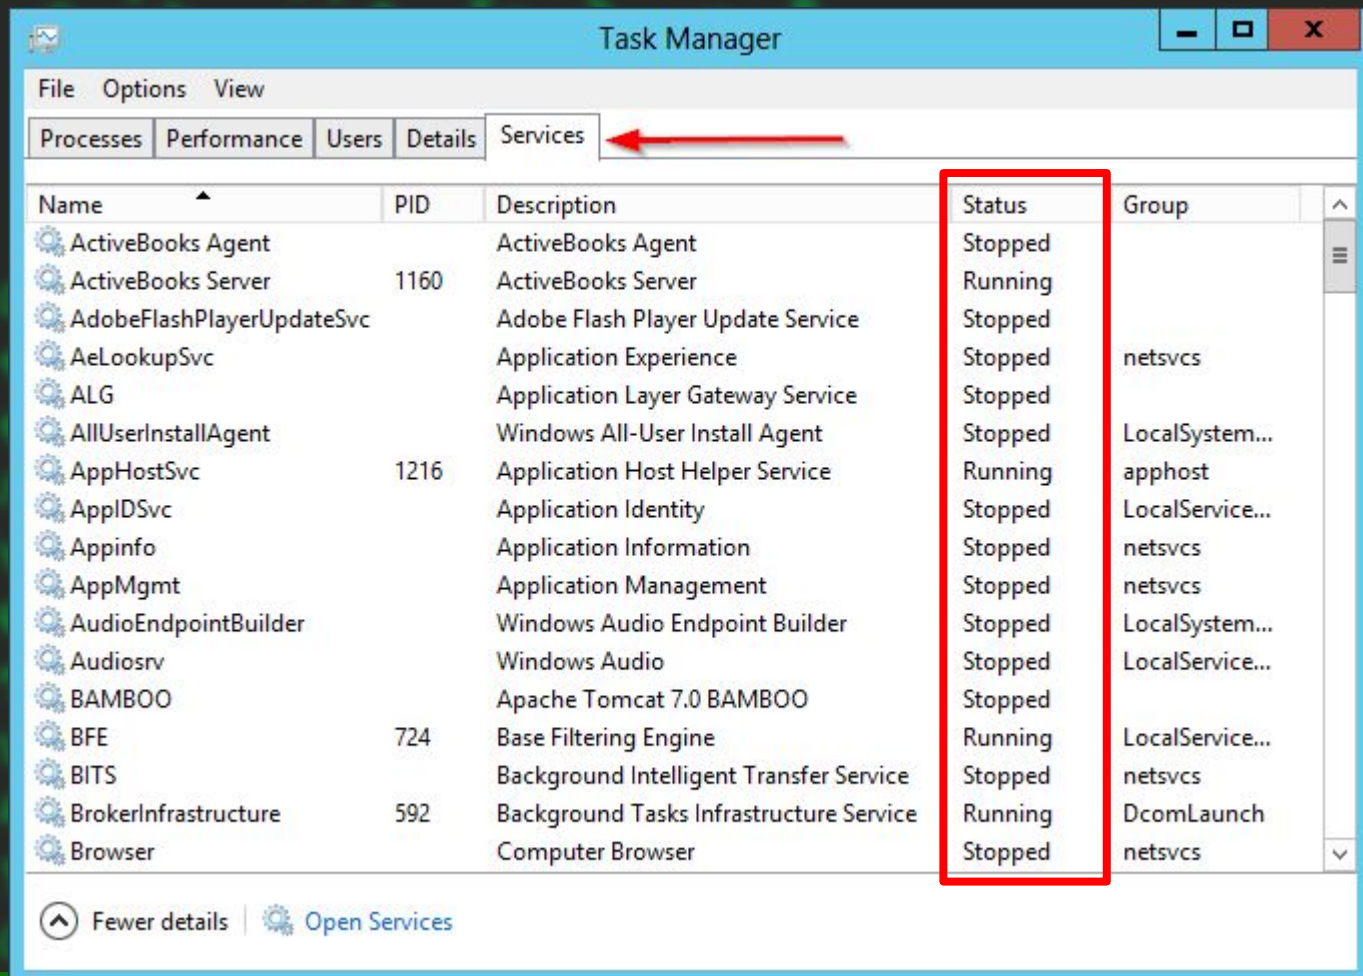 Task Manager
File Options View
Processes Performance Users Details Services
Name PID Description Status Group
ActiveBooks Agent ActiveBooks Agent Stopped
ActiveBooks Server 1160 ActiveBooks Server Running
AdobeFlashPlayerUpdateSvc Adobe Flash Player Update Service Stopped
AeLookupSvc Application Experience Stopped netsvcs
ALG Application Layer Gateway Service Stopped
AllUserInstallAgent Windows All-User Install Agent Stopped LocalSystem...
AppHostSvc 1216 Application Host Helper Service Running apphost
AppIDSvc Application Identity Stopped LocalService...
Appinfo Application Information Stopped netsvcs
AppMgmt Application Management Stopped netsvcs
AudioEndpointBuilder Windows Audio Endpoint Builder Stopped LocalSystem...
Audiosrv Windows Audio Stopped LocalService...
BAMBOO Apache Tomcat 7.0 BAMBOO Stopped
BFE 724 Base Filtering Engine Running LocalService...
BITS Background Intelligent Transfer Service Stopped netsvcs
BrokerInfrastructure 592 Background Tasks Infrastructure Service Running DcomLaunch
Browser Computer Browser Stopped netsvcs
Fewer details Open Services